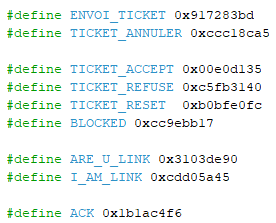 #define ENVOI_TICKET 0x917283bd
#define TICKET_ANNULER 0xccc18ca5
#define TICKET_ACCEPT 0x00e0d135
#define TICKET_REFUSE 0xc5fb3140
#define TICKET_RESET 0xb0bfe0fc
#define BLOCKED 0xcc9ebb17
#define ARE_U_LINK 0x3103de90
#define I_AM_LINK 0xcdd05a45
#define ACK 0x1b1ac4f6